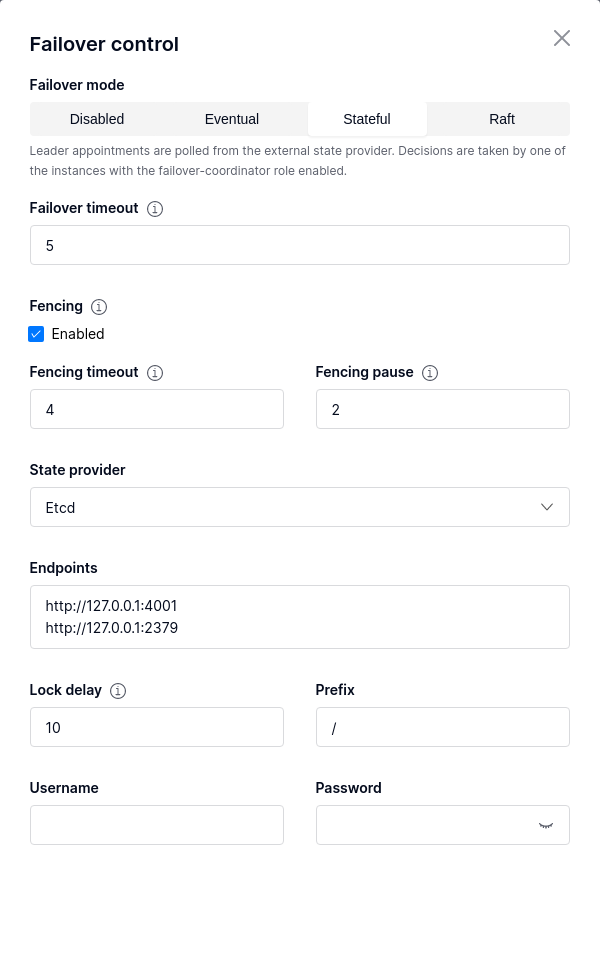 Failover control
Failover mode
Disabled Eventual Stateful Raft
Leader appointments are polled from the external state provider. Decisions are taken by one of
the instances with the failover-coordinator role enabled.
Failover timeout
5
Fencing
Enabled
Fencing timeout Fencing pause
4 2
State provider
Etcd
Endpoints
http://127.0.0.1:4001
http://127.0.0.1:2379
Lock delay Prefix
10 /
Username Password